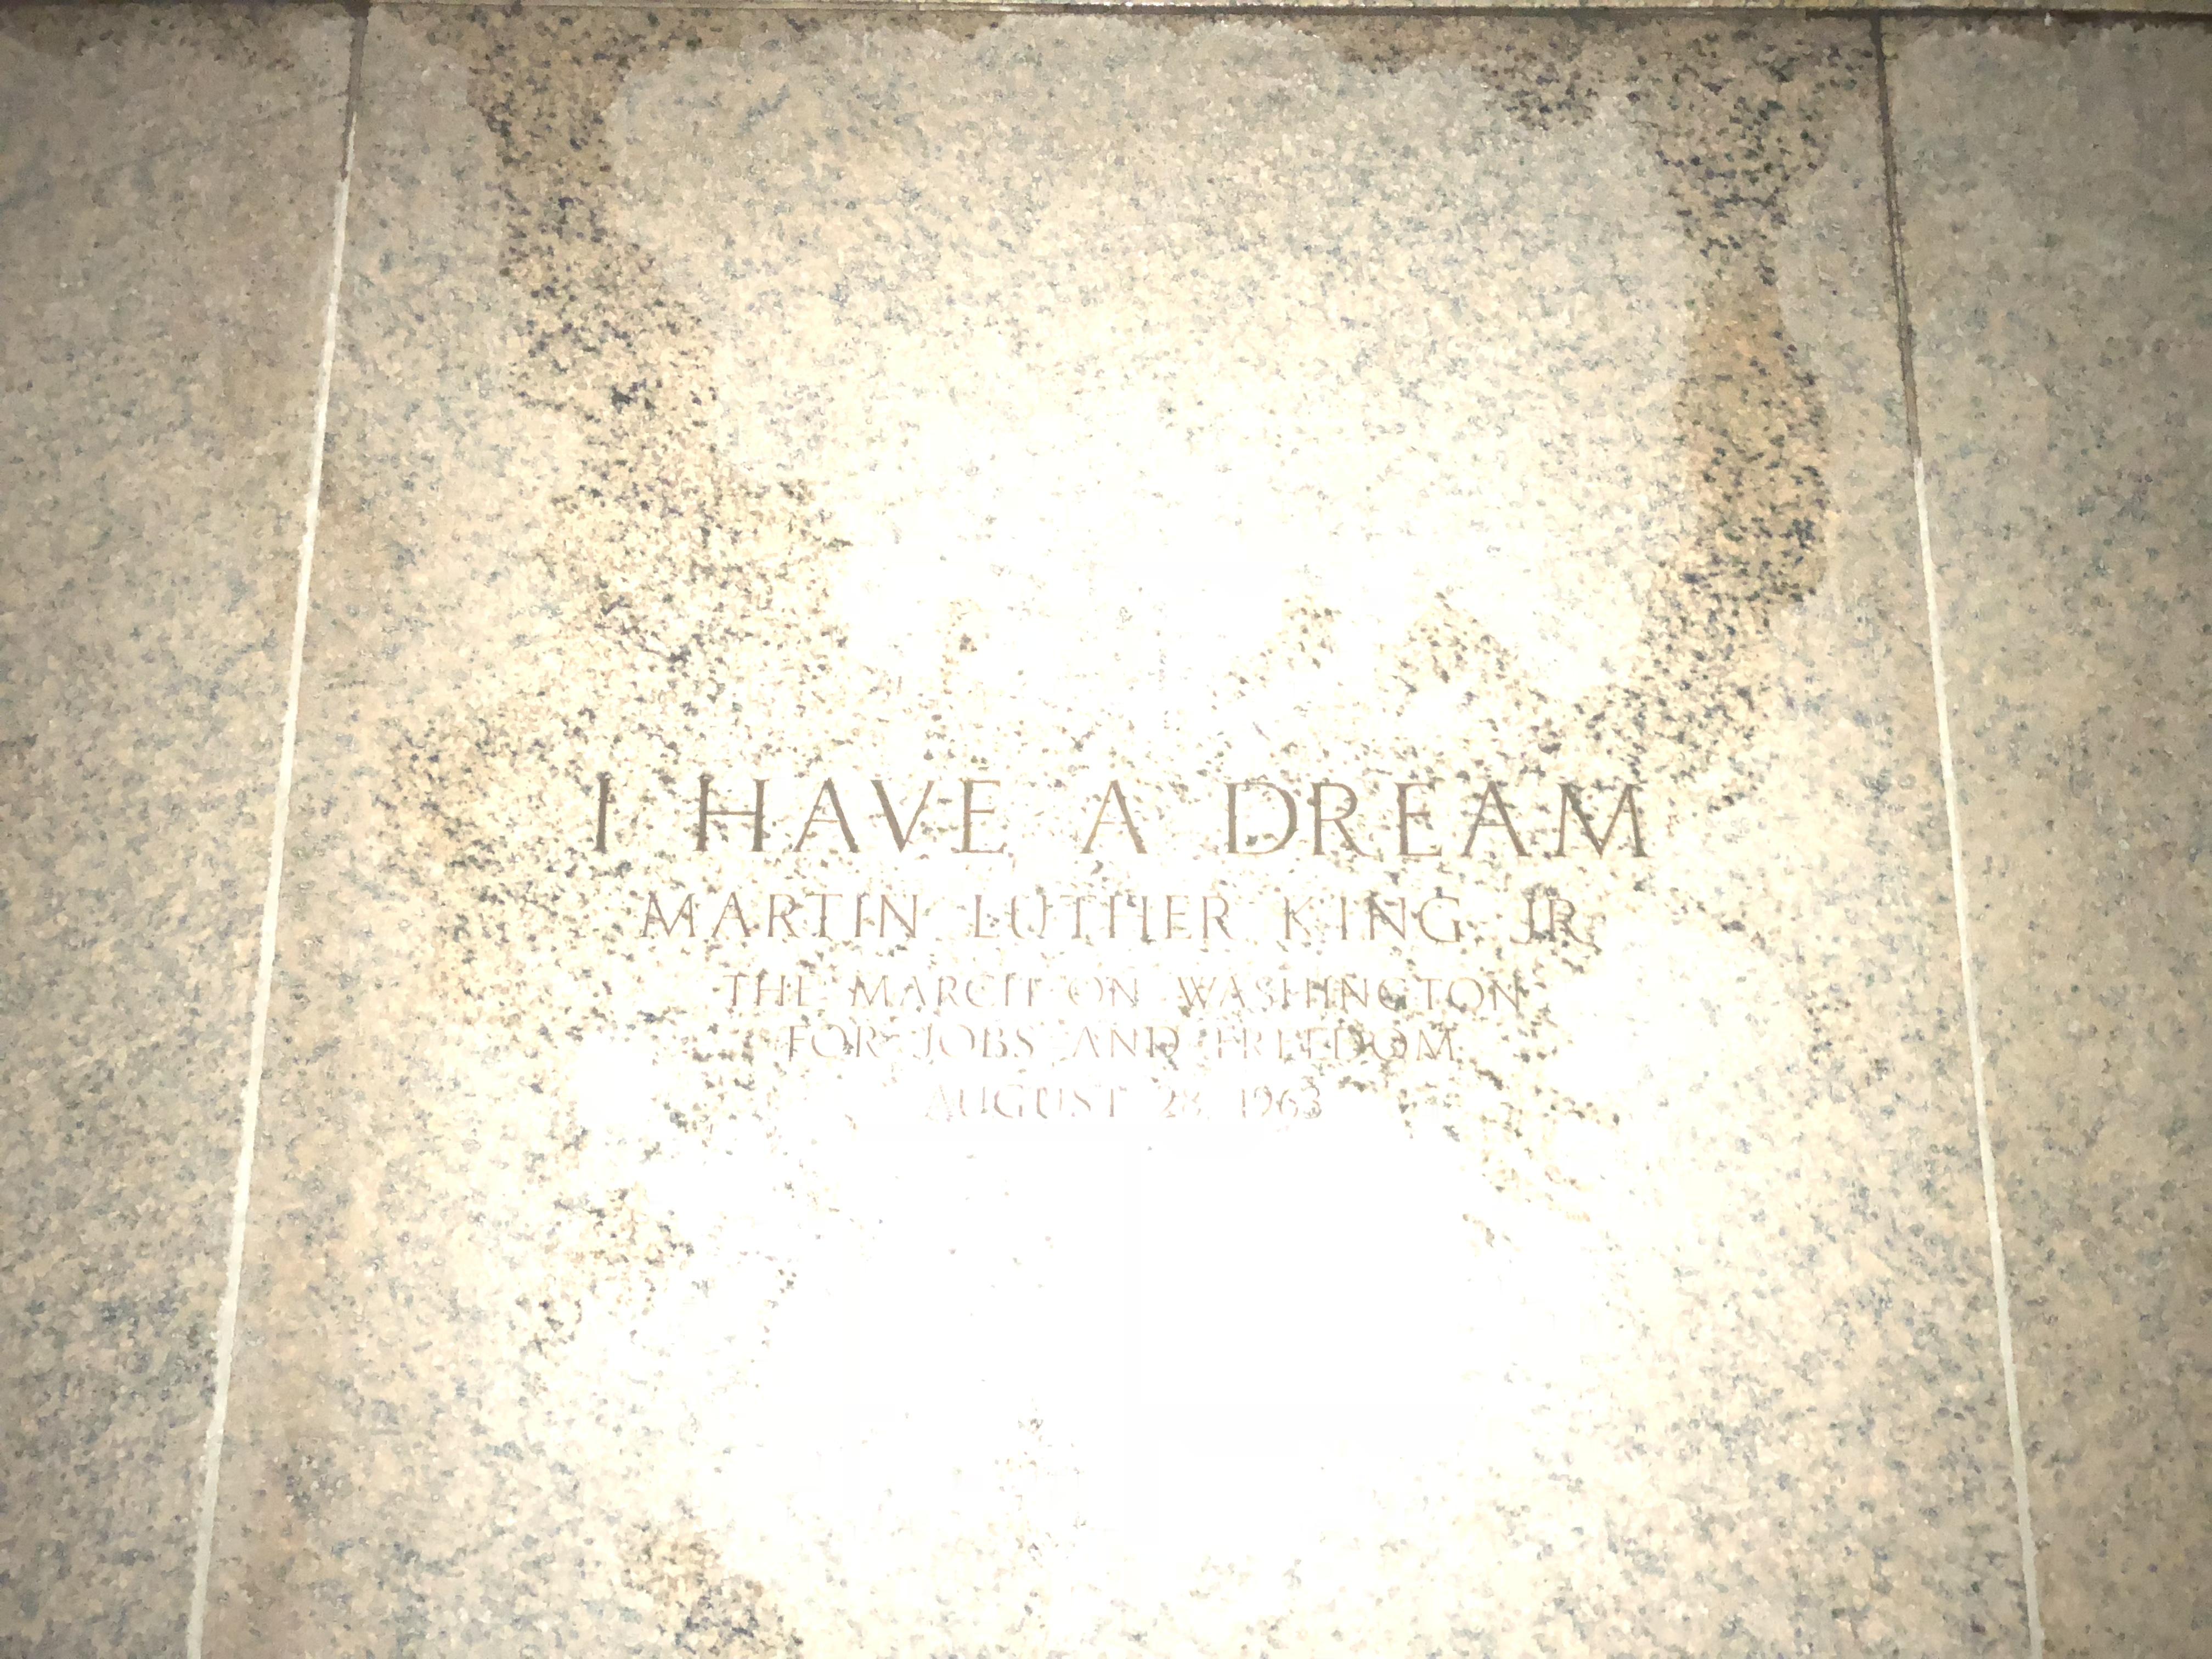 I HAVE A DREAM
MARTIN LUTHER KING JR
THE MARCH ON WASHINGTON
FOR JOBS AND FREEDOM
AUGUST 28 1963